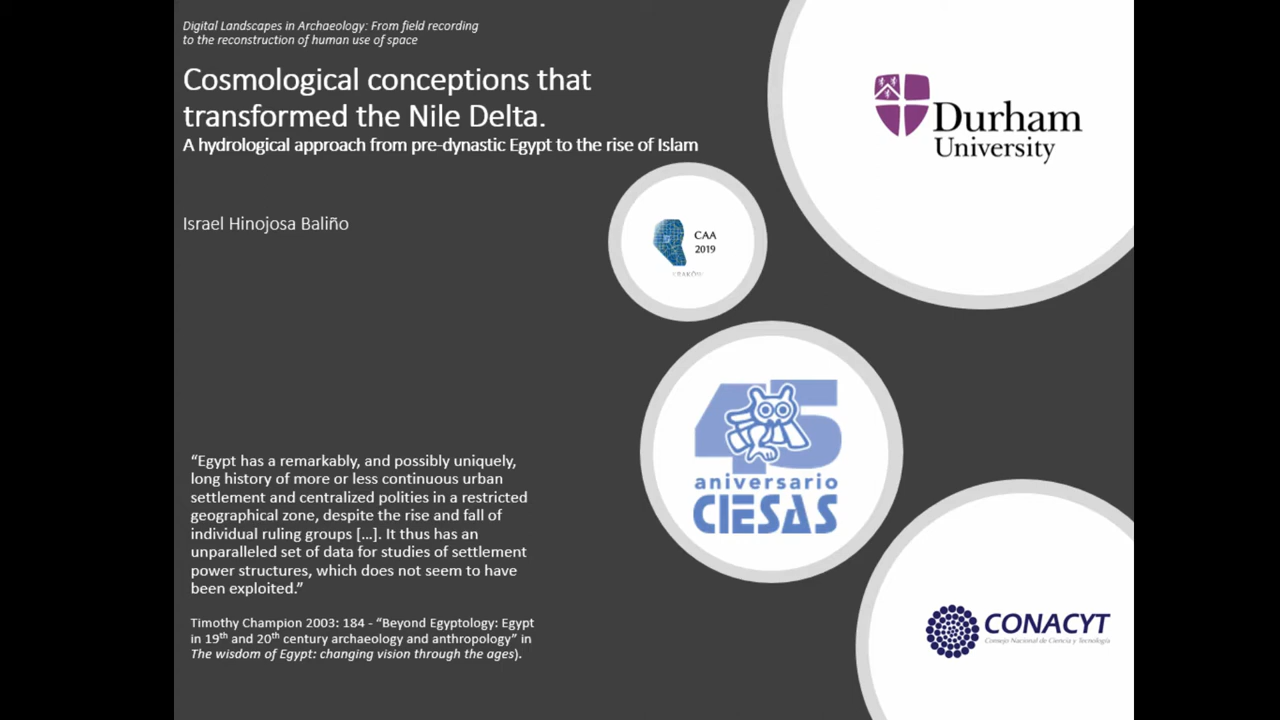 Digital Landscapes in Archaeology: From field recording
to the reconstruction of human use of space
Cosmological conceptions that
transformed the Nile Delta.
A hydrological approach from pre-dynastic Egypt to the rise of Islam
Israel Hinojosa Baliño
Durham
University
CAA
2019
KRAKÓW
45
aniversario
CIESAS
“Egypt has a remarkably, and possibly uniquely,
long history of more or less continuous urban
settlement and centralized polities in a restricted
geographical zone, despite the rise and fall of
individual ruling groups […]. It thus has an
unparalleled set of data for studies of settlement
power structures, which does not seem to have
been exploited.”
Timothy Champion 2003: 184 - “Beyond Egyptology: Egypt
in 19th and 20th century archaeology and anthropology” in
The wisdom of Egypt: changing vision through the ages).
CONACYT
Consejo Nacional de Ciencia y Tecnología